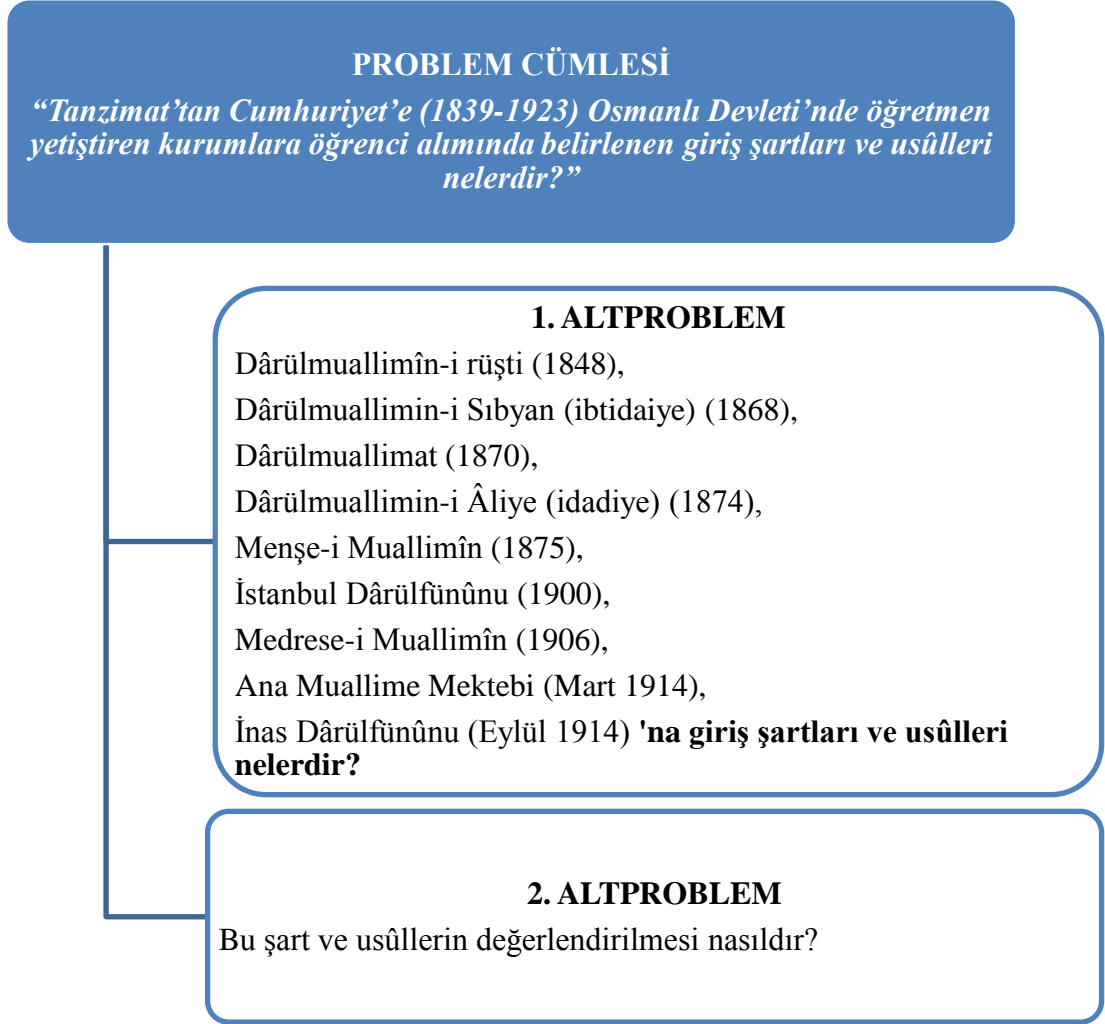 PROBLEM CÜMLESİ
“Tanzimat’tan Cumhuriyet’e (1839-1923) Osmanlı Devleti’nde öğretmen
yetiştiren kurumlara öğrenci alımında belirlenen giriş şartları ve usûlleri
nelerdir?”
1. ALTPROBLEM
Dârülmuallimîn-i rüşti (1848),
Dârülmuallimin-i Sıbyan (ibtidaiye) (1868),
Dârülmuallimat (1870),
Dârülmuallimin-i Âliye (idadiye) (1874),
Menşe-i Muallimîn (1875),
İstanbul Dârülfünûnu (1900),
Medrese-i Muallimîn (1906),
Ana Muallime Mektebi (Mart 1914),
İnas Dârülfünûnu (Eylül 1914) 'na giriş şartları ve usûlleri
nelerdir?
2. ALTPROBLEM
Bu şart ve usûllerin değerlendirilmesi nasıldır?